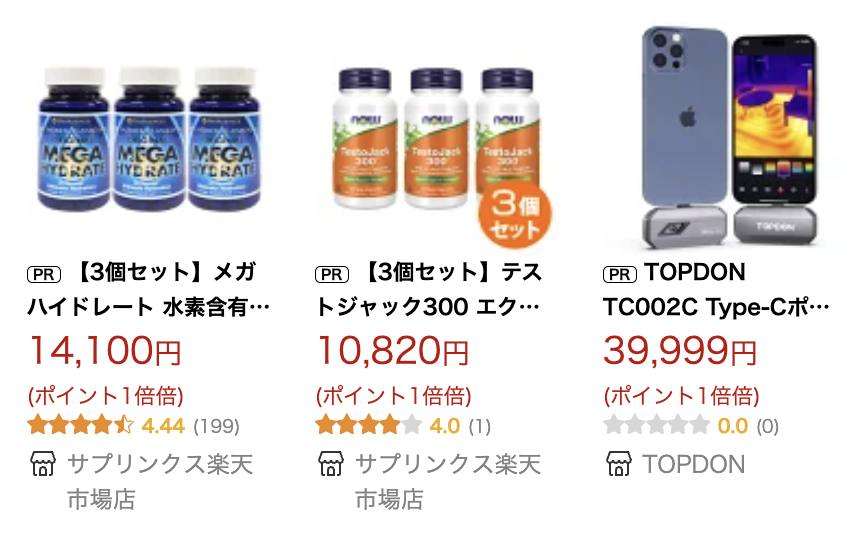 MEGA
HYDRATE
MEGA
HYDRATE
MEGA
HYDRATE
now
TestoJack
300
now
TestoJack
300
now
TestoJack
300
3個
セット
TOPDON
PR 【3個セット】メガ
ハイドレート 水素含有…
14,100円
(ポイント1倍倍)
4.44 (199)
サプリンクス楽天
市場店
PR 【3個セット】テス
トジャック300 エク…
10,820円
(ポイント1倍倍)
4.0 (1)
サプリンクス楽天
市場店
PR TOPDON
TC002C Type-Cポ…
39,999円
(ポイント1倍倍)
0.0 (0)
TOPDON